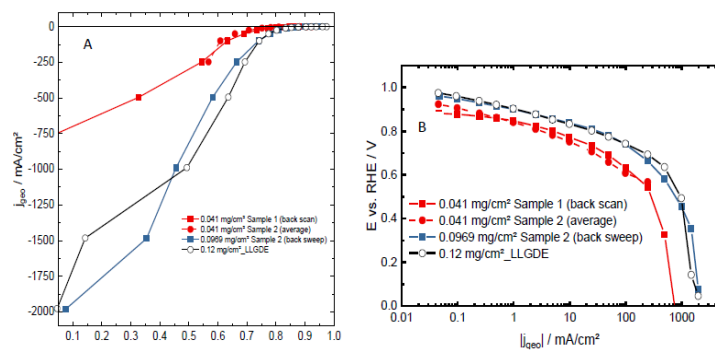 A
0
-250
-500
-750
-1000
-1250
-1500
-1750
-2000
j_geo / mA/cm²
0.041 mg/cm² Sample 1 (back scan)
0.041 mg/cm² Sample 2 (average)
0.0969 mg/cm² Sample 2 (back sweep)
0.12 mg/cm²_LLGDE
0.1 0.2 0.3 0.4 0.5 0.6 0.7 0.8 0.9 1.0
B
1.0
0.8
0.6
0.4
0.2
0.0
E vs. RHE / V
0.041 mg/cm² Sample 1 (back scan)
0.041 mg/cm² Sample 2 (average)
0.0969 mg/cm² Sample 2 (back sweep)
0.12 mg/cm²_LLGDE
0.01 0.1 1 10 100 1000
|j_geo| / mA/cm²